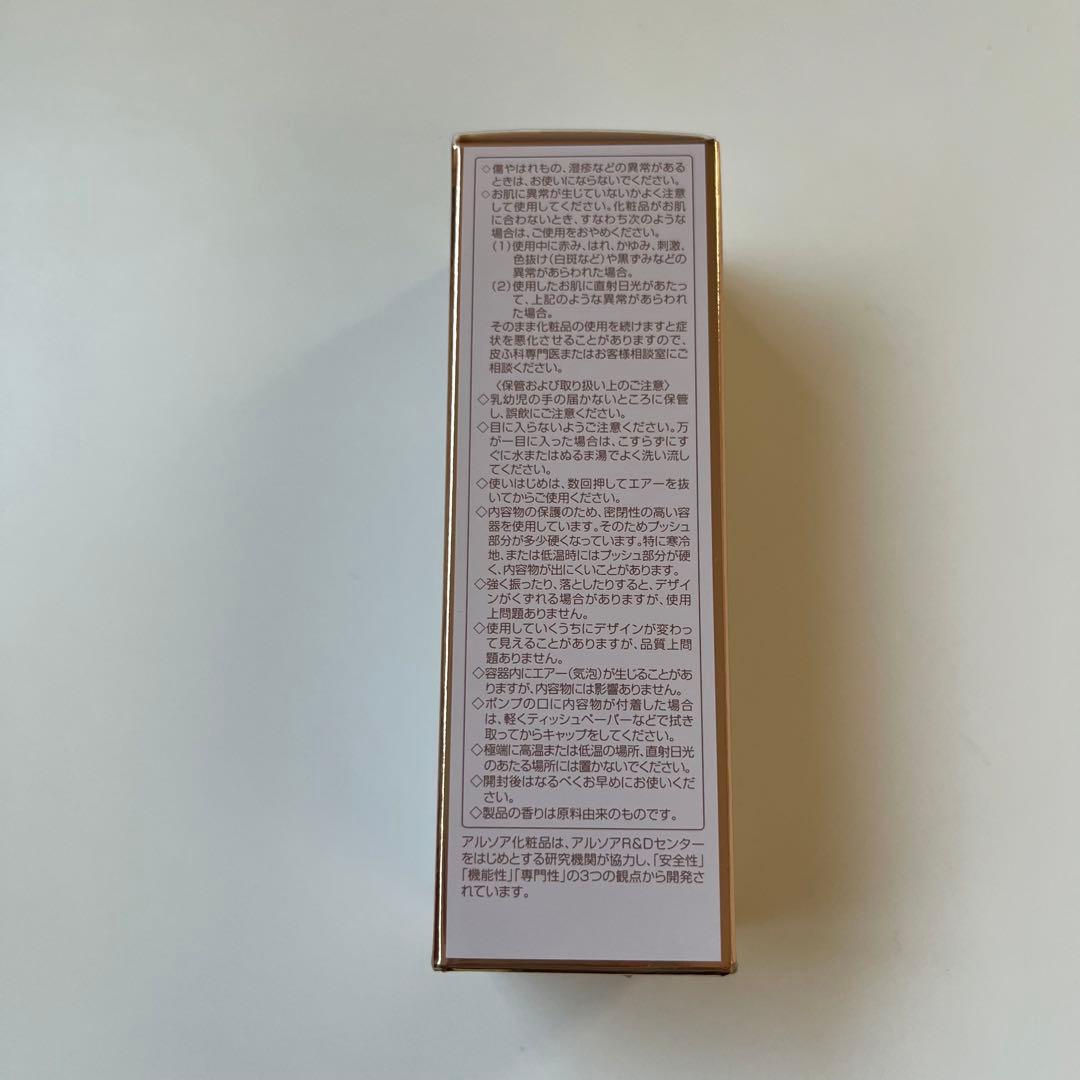 ◇傷やはれもの、湿疹などの異常がある
ときは、お使いにならないでください。
◇お肌に異常が生じていないかよく注意
して使用してください。化粧品がお肌
に合わないとき、すなわち次のような
場合は、ご使用をおやめください。
(1)使用中に赤み、はれ、かゆみ、刺激、
色抜け(白斑など)や黒ずみなどの
異常があらわれた場合。
(2)使用したお肌に直射日光があたっ
て、上記のような異常があらわれ
た場合。
そのまま化粧品の使用を続けますと症
状を悪化させることがありますので、
皮ふ科専門医またはお客様相談室にご
相談ください。
〈保管および取り扱い上のご注意〉
◇乳幼児の手の届かないところに保管
し、誤飲にご注意ください。
◇目に入らないようご注意ください。万
が一目に入った場合は、こすらずにす
ぐに水またはぬるま湯でよく洗い流し
てください。
◇使いはじめは、数回押してエアーを抜
いてからご使用ください。
◇内容物の保護のため、密閉性の高い容
器を使用しています。そのためプッシュ
部分が多少硬くなっています。特に寒冷
地、または低温時にはプッシュ部分が硬
く、内容物が出にくいことがあります。
◇強く振ったり、落としたりすると、デザイ
ンがくずれる場合がありますが、使用
上問題ありません。
◇使用していくうちにデザインが変わっ
て見えることがありますが、品質上問
題ありません。
◇容器内にエアー(気泡)が生じることがあ
りますが、内容物には影響ありません。
◇ポンプの口に内容物が付着した場合
は、軽くティッシュペーパーなどで拭き
取ってからキャップをしてください。
◇極端に高温または低温の場所、直射日光
のあたる場所には置かないでください。
◇開封後はなるべくお早めにお使いくだ
さい。
◇製品の香りは原料由来のものです。
アルソア化粧品は、アルソアR&Dセンター
をはじめとする研究機関が協力し、「安全性」
「機能性」「専門性」の3つの観点から開発さ
れています。